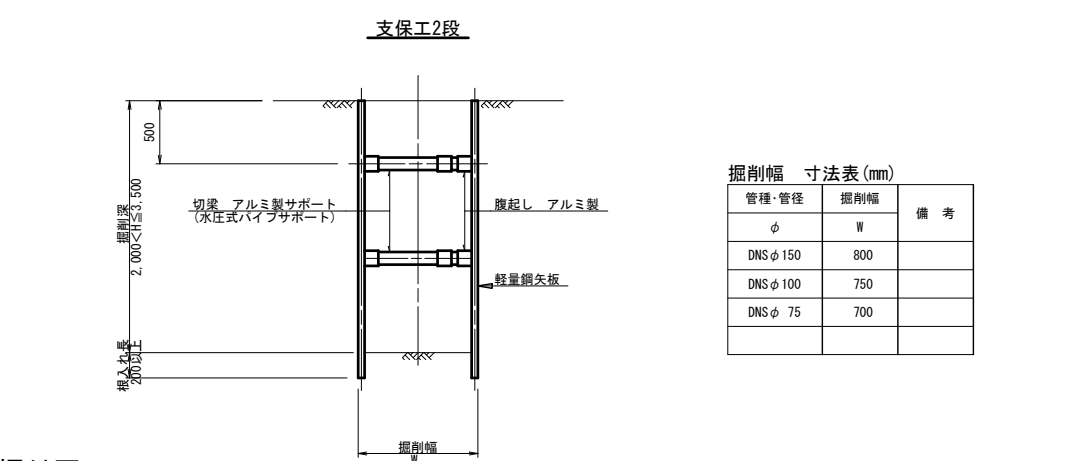 支保工2段
500
掘削深
2,000<H≦3,500
切梁 アルミ製サポート
(水圧式パイプサポート)
腹起し アルミ製
軽量鋼矢板
根入れ長
200以上
掘削幅
W
掘削幅 寸法表(mm)
管種・管径 掘削幅 備 考
φ W
DNSφ150 800
DNSφ100 750
DNSφ 75 700